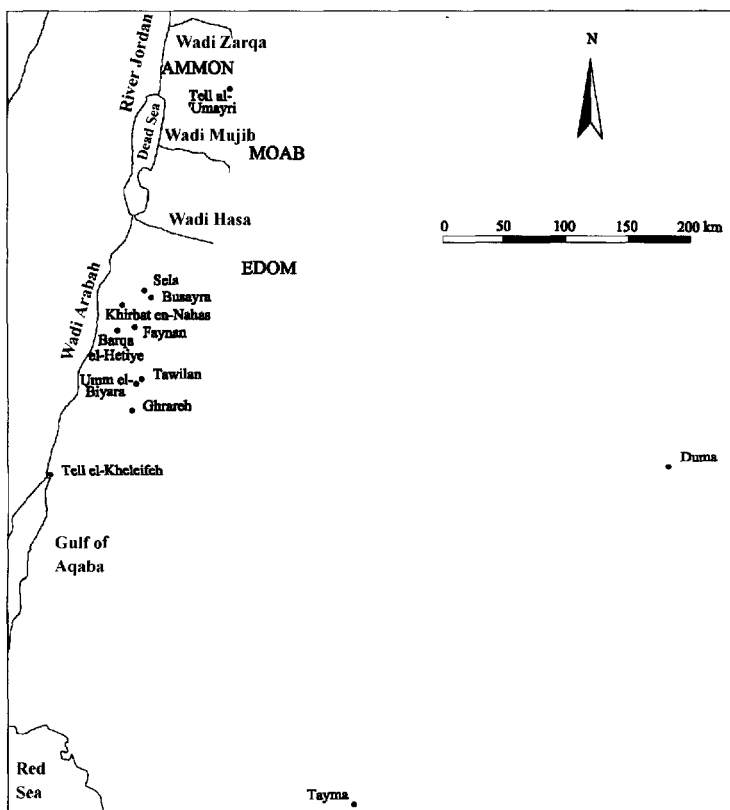 Wadi Zarqa
River Jordan
AMMON
N
Tell al-
'Umayri
Dead Sea
Wadi Mujib
MOAB
Wadi Hasa
0 50 100 150 200 km
EDOM
Wadi Arabah
Sela
Busayra
Khirbat en-Nahas
Faynan
Barqa
el-Hetiye
Tawilan
Umm el-
Biyara
Ghrareh
Duma
Tell el-Kheleifeh
Gulf of
Aqaba
Red
Sea
Tayma